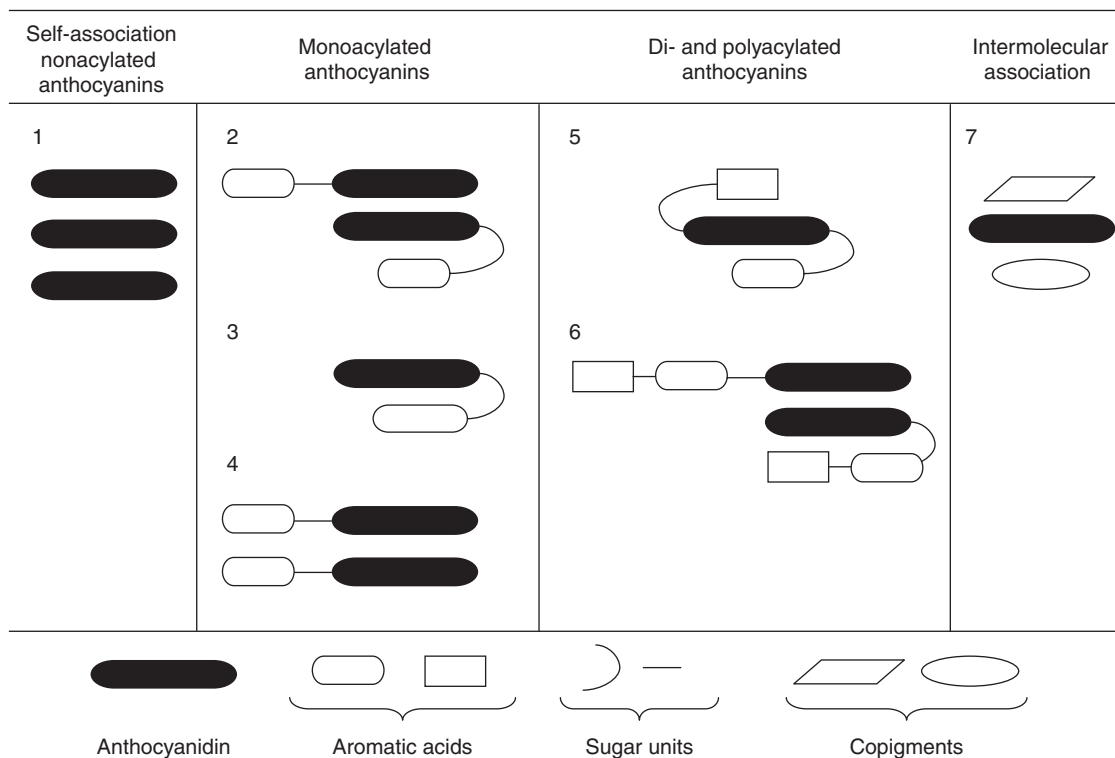 Self-association
nonacylated
anthocyanins
Monoacylated
anthocyanins
Di- and polyacylated
anthocyanins
Intermolecular
association
1
2
3
4
5
6
7
Anthocyanidin
Aromatic acids
Sugar units
Copigments